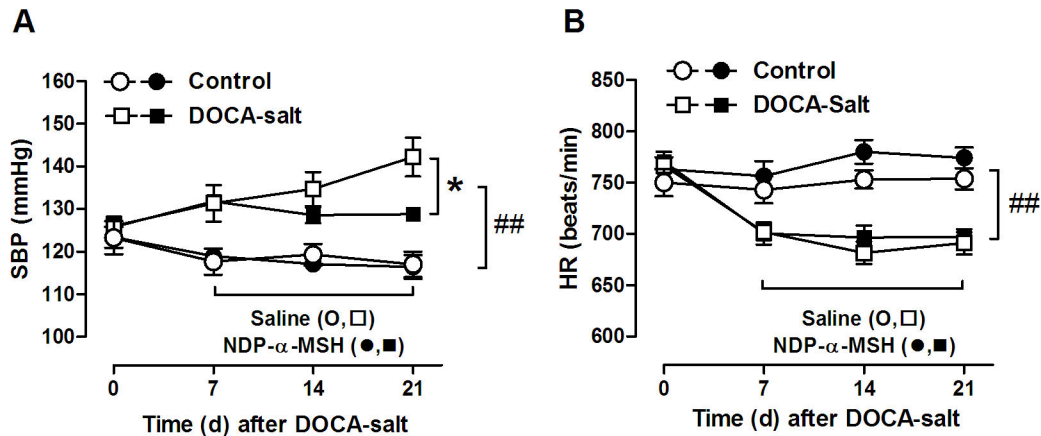 A
SBP (mmHg)
160
150
140
130
120
110
100
Control
DOCA-salt
*
##
Saline (O,□)
NDP-α-MSH (●,■)
0 7 14 21
Time (d) after DOCA-salt
B
HR (beats/min)
850
800
750
700
650
600
Control
DOCA-Salt
##
Saline (O,□)
NDP-α-MSH (●,■)
0 7 14 21
Time (d) after DOCA-salt